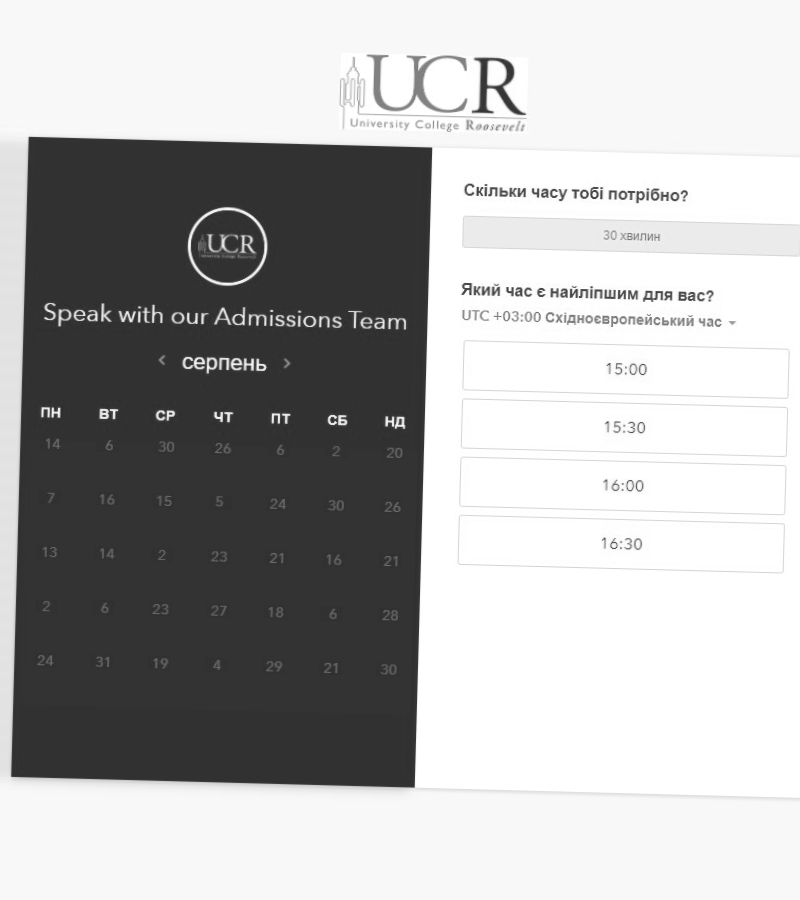 UCR
University College Roosevelt
UCR
University College Roosevelt
Speak with our Admissions Team
серпень
ПН ВТ СР ЧТ ПТ СБ НД
14 6 30 26 6 2 20
7 16 15 5 24 30 26
13 14 2 23 21 16 21
2 6 23 27 18 6 28
24 31 19 4 29 21 30
Скільки часу тобі потрібно?
30 хвилин
Який час є найліпшим для вас?
UTC +03:00 Східноєвропейський час
15:00
15:30
16:00
16:30